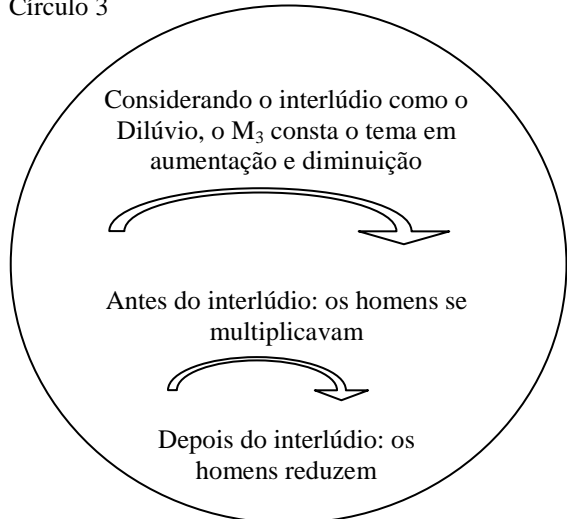 Círculo 3
Considerando o interlúdio como o
Dilúvio, o M₃ consta o tema em
aumentação e diminuição
Antes do interlúdio: os homens se
multiplicavam
Depois do interlúdio: os
homens reduzem